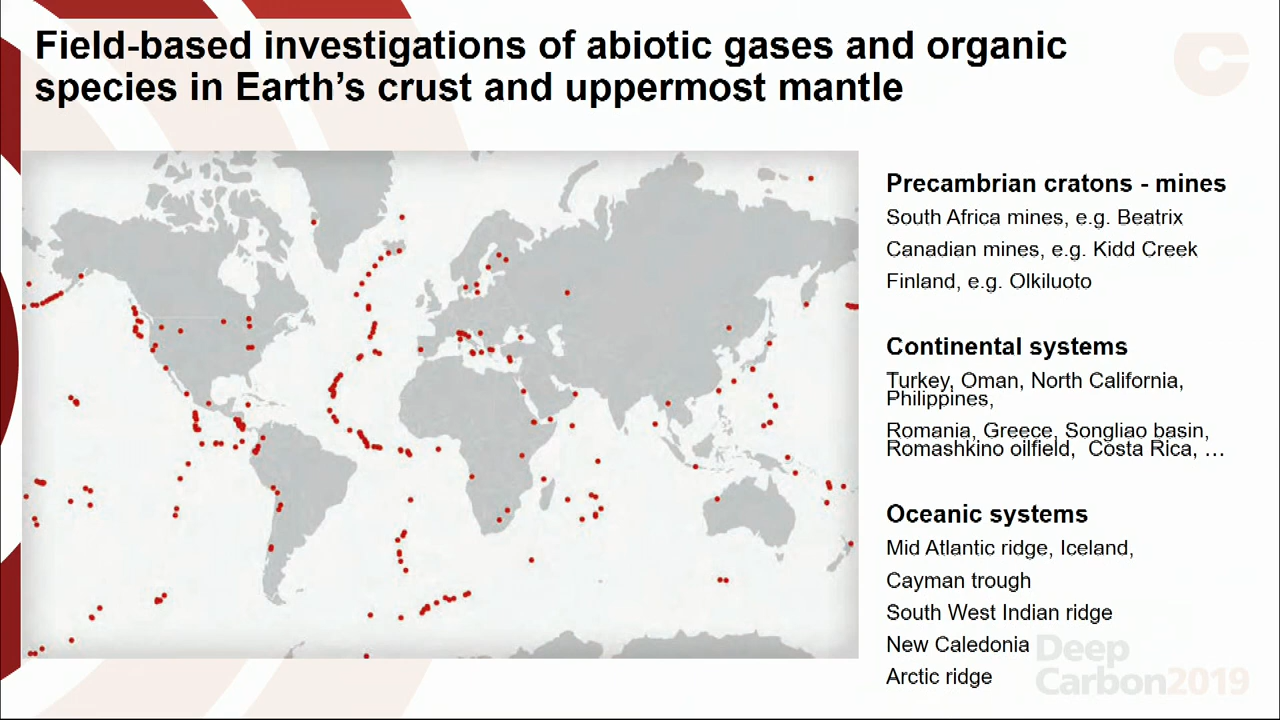 Field-based investigations of abiotic gases and organic
species in Earth's crust and uppermost mantle
Precambrian cratons - mines
South Africa mines, e.g. Beatrix
Canadian mines, e.g. Kidd Creek
Finland, e.g. Olkiluoto
Continental systems
Turkey, Oman, North California,
Philippines,
Romania, Greece, Songliao basin,
Romashkino oilfield, Costa Rica, …
Oceanic systems
Mid Atlantic ridge, Iceland,
Cayman trough
South West Indian ridge
New Caledonia
Arctic ridge
Deep
Carbon2019